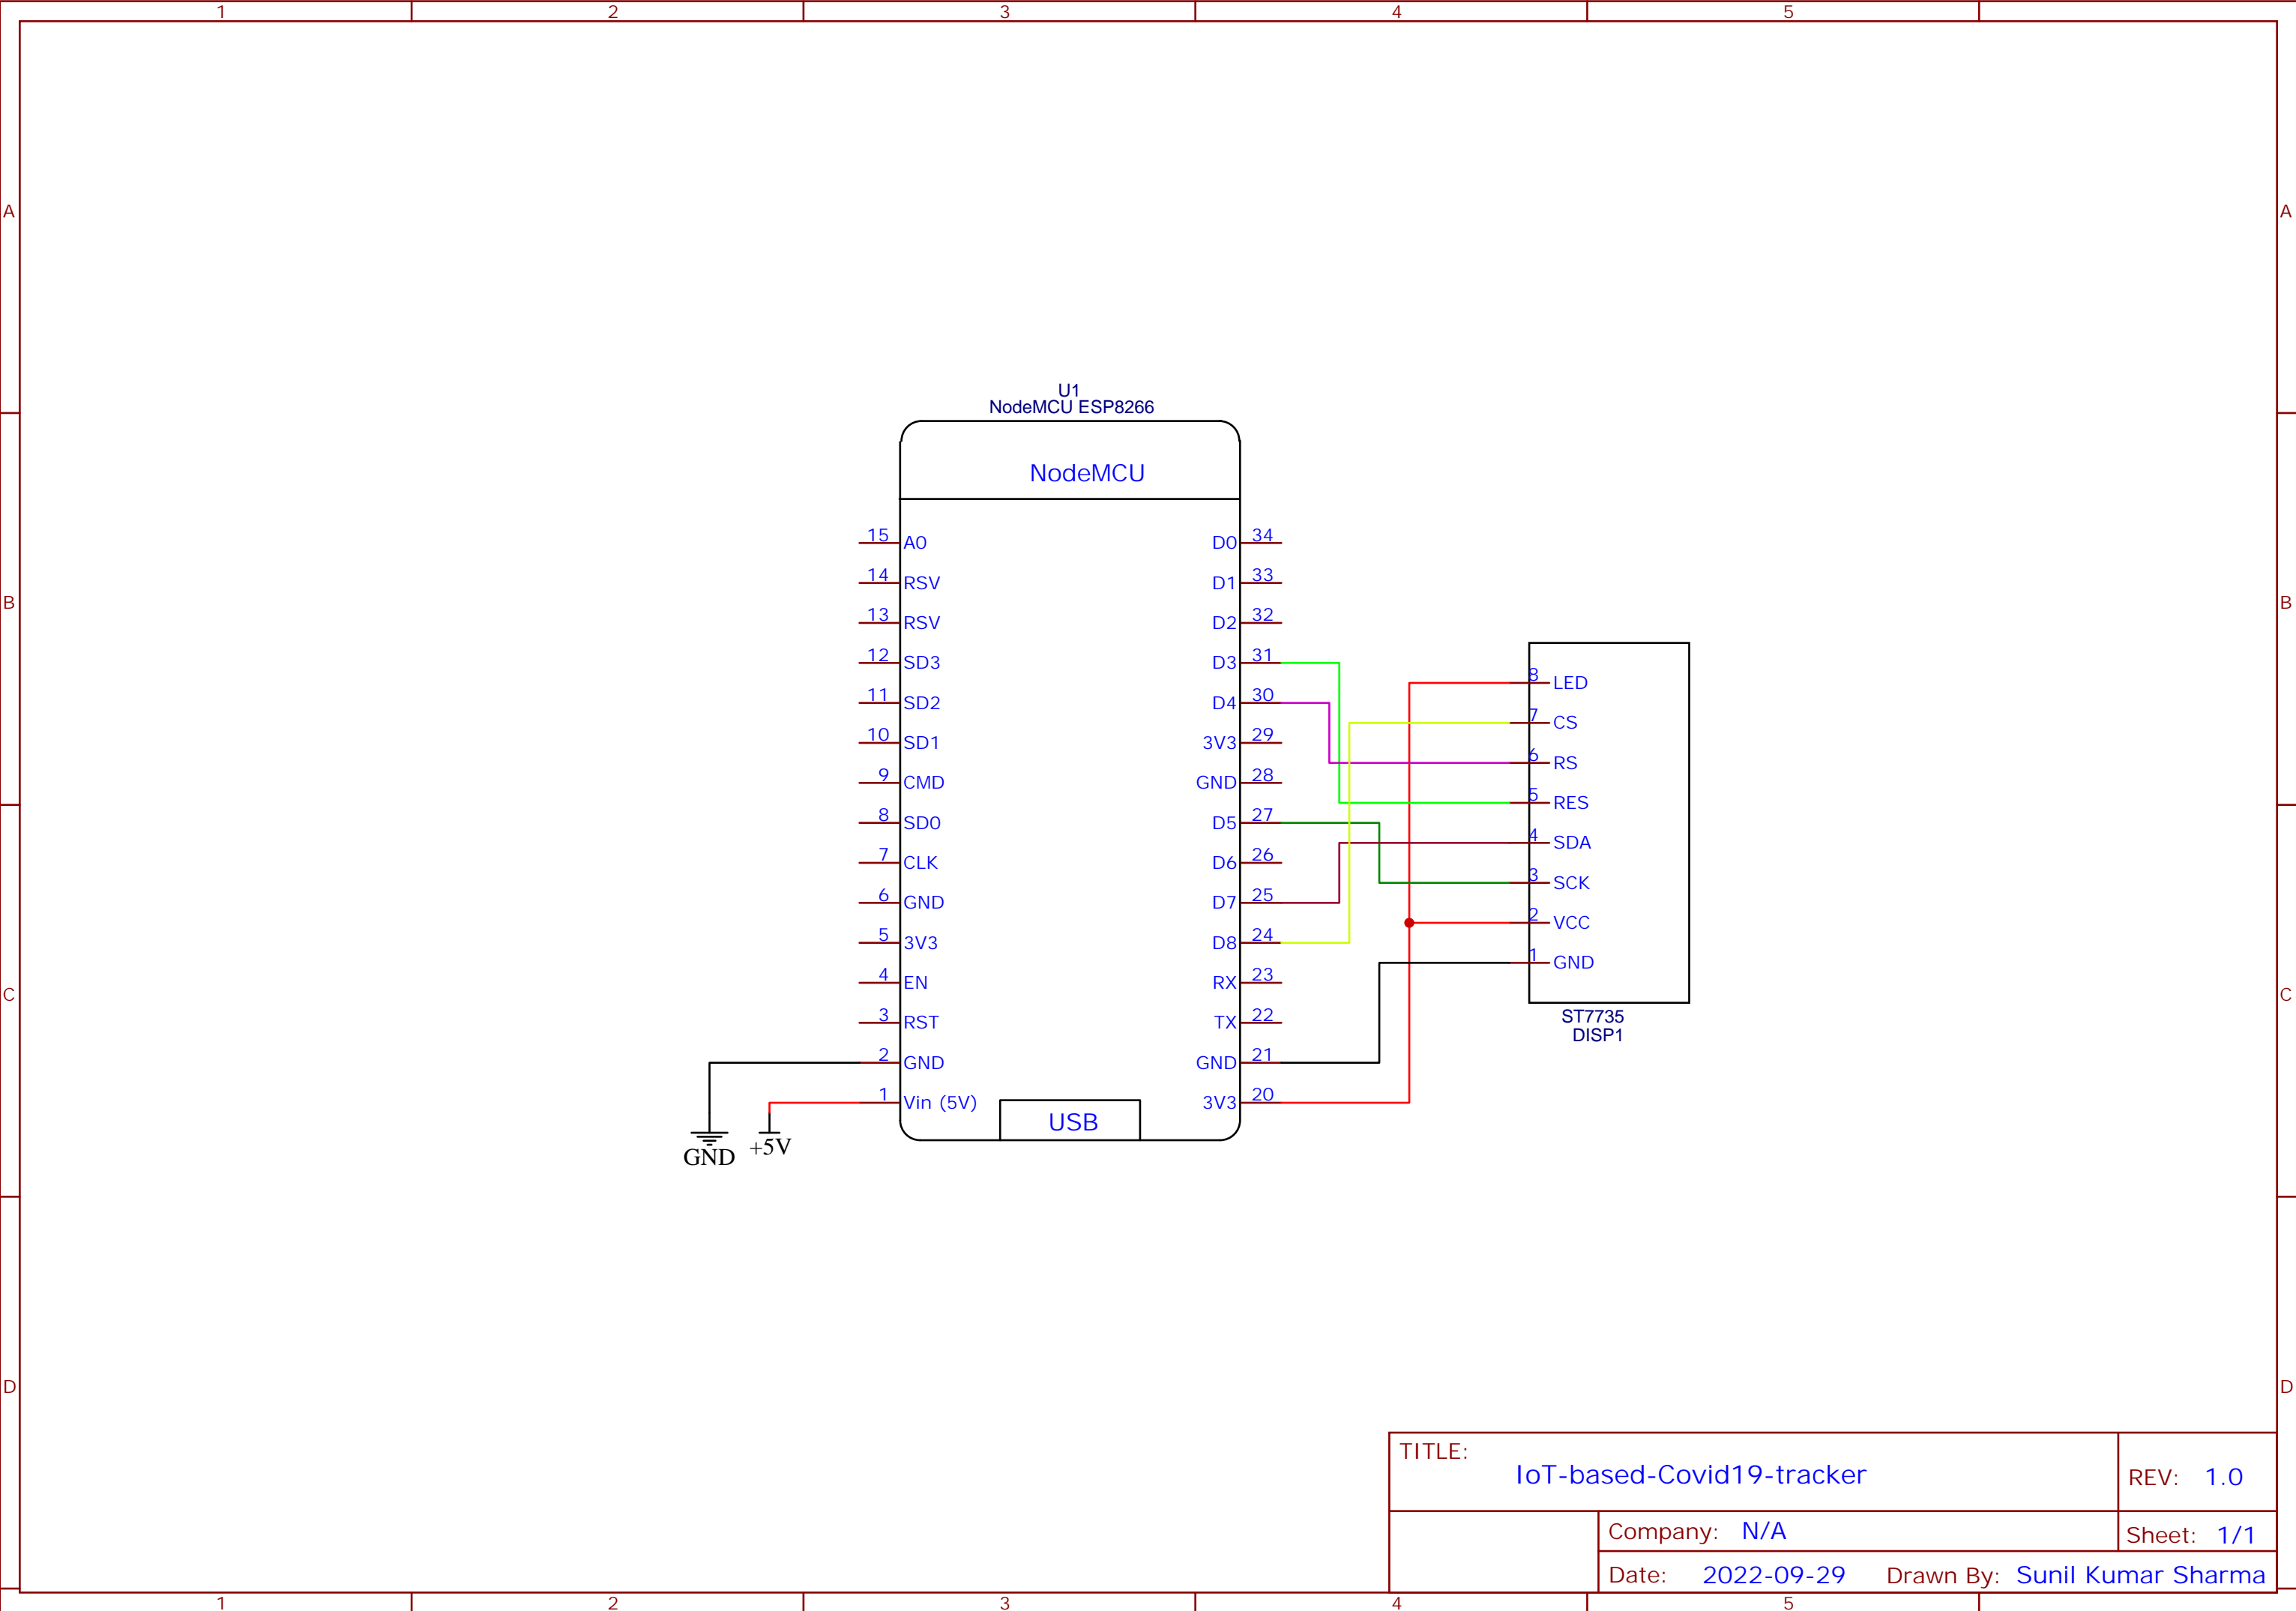 1 2 3 4 5
A A
U1
NodeMCU ESP8266
NodeMCU
15 A0 D0 34
14 RSV D1 33
B B
13 RSV D2 32
12 SD3 D3 31
8 LED
11 SD2 D4 30
7 CS
10 SD1 3V3 29
6 RS
9 CMD GND 28
5 RES
8 SD0 D5 27
4 SDA
7 CLK D6 26
3 SCK
6 GND D7 25
2 VCC
5 3V3 D8 24
1 GND
4 EN RX 23
C C
3 RST TX 22
ST7735
DISP1
2 GND GND 21
1 Vin (5V) 3V3 20
USB
GND +5V
D D
TITLE:
IoT-based-Covid19-tracker
REV: 1.0
Company: N/A
Sheet: 1/1
Date: 2022-09-29 Drawn By: Sunil Kumar Sharma
1 2 3 4 5